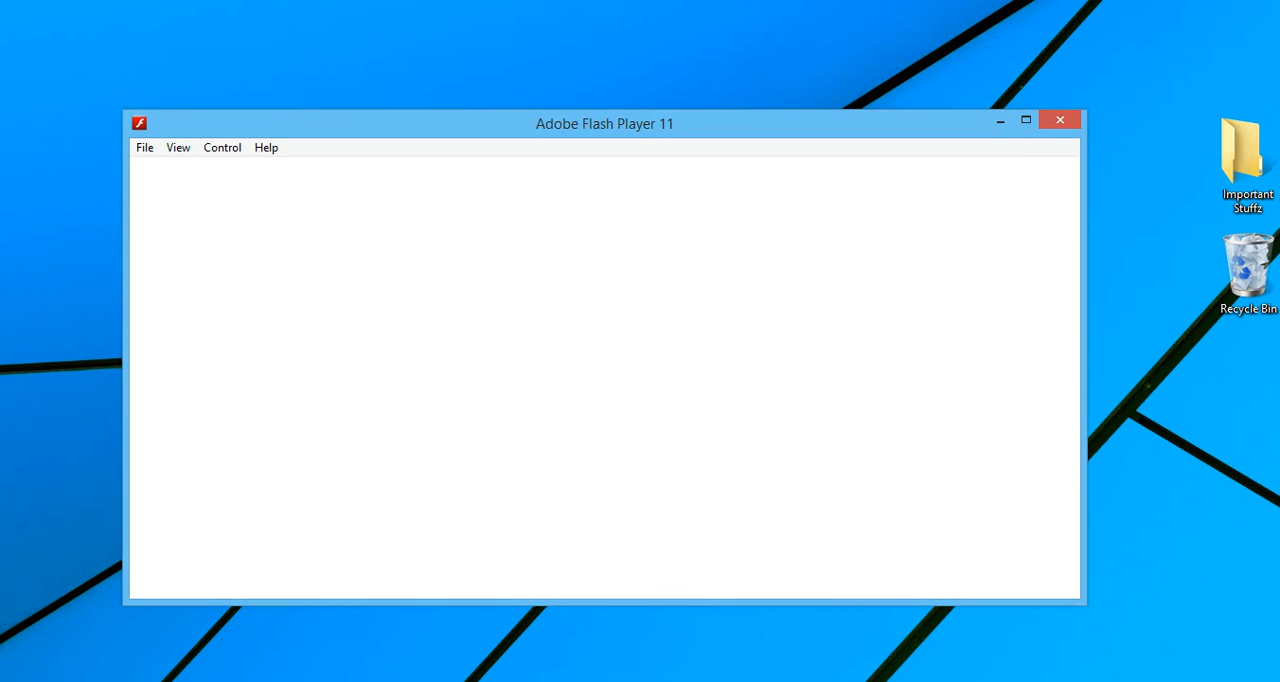 Adobe Flash Player 11
File View Control Help
Important
Stuffz
Recycle Bin